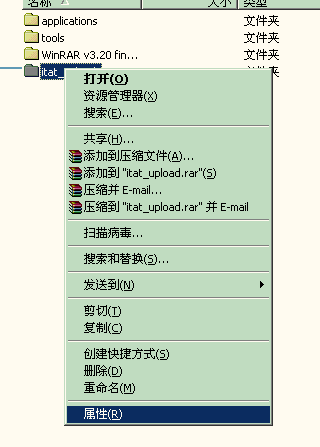 名称 大小 类型
applications 文件夹
tools 文件夹
WinRAR v3.20 fin... 文件夹
itat_ 文件夹
打开(O)
资源管理器(X)
搜索(E)...
共享(H)...
添加到压缩文件(A)...
添加到 "itat_upload.rar"(S)
压缩并 E-mail...
压缩到 "itat_upload.rar" 并 E-mail
扫描病毒...
搜索和替换(S)...
发送到(N)
剪切(T)
复制(C)
创建快捷方式(S)
删除(D)
重命名(M)
属性(R)